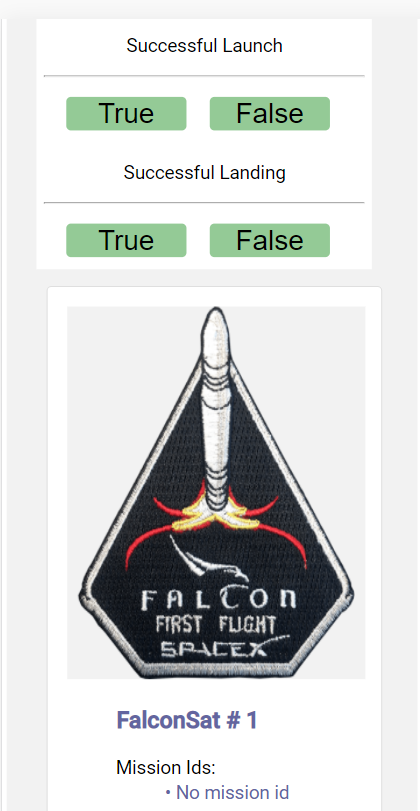 Successful Launch
True False
Successful Landing
True False
FALCON
FIRST FLIGHT
SPACEX
FalconSat # 1
Mission Ids:
• No mission id